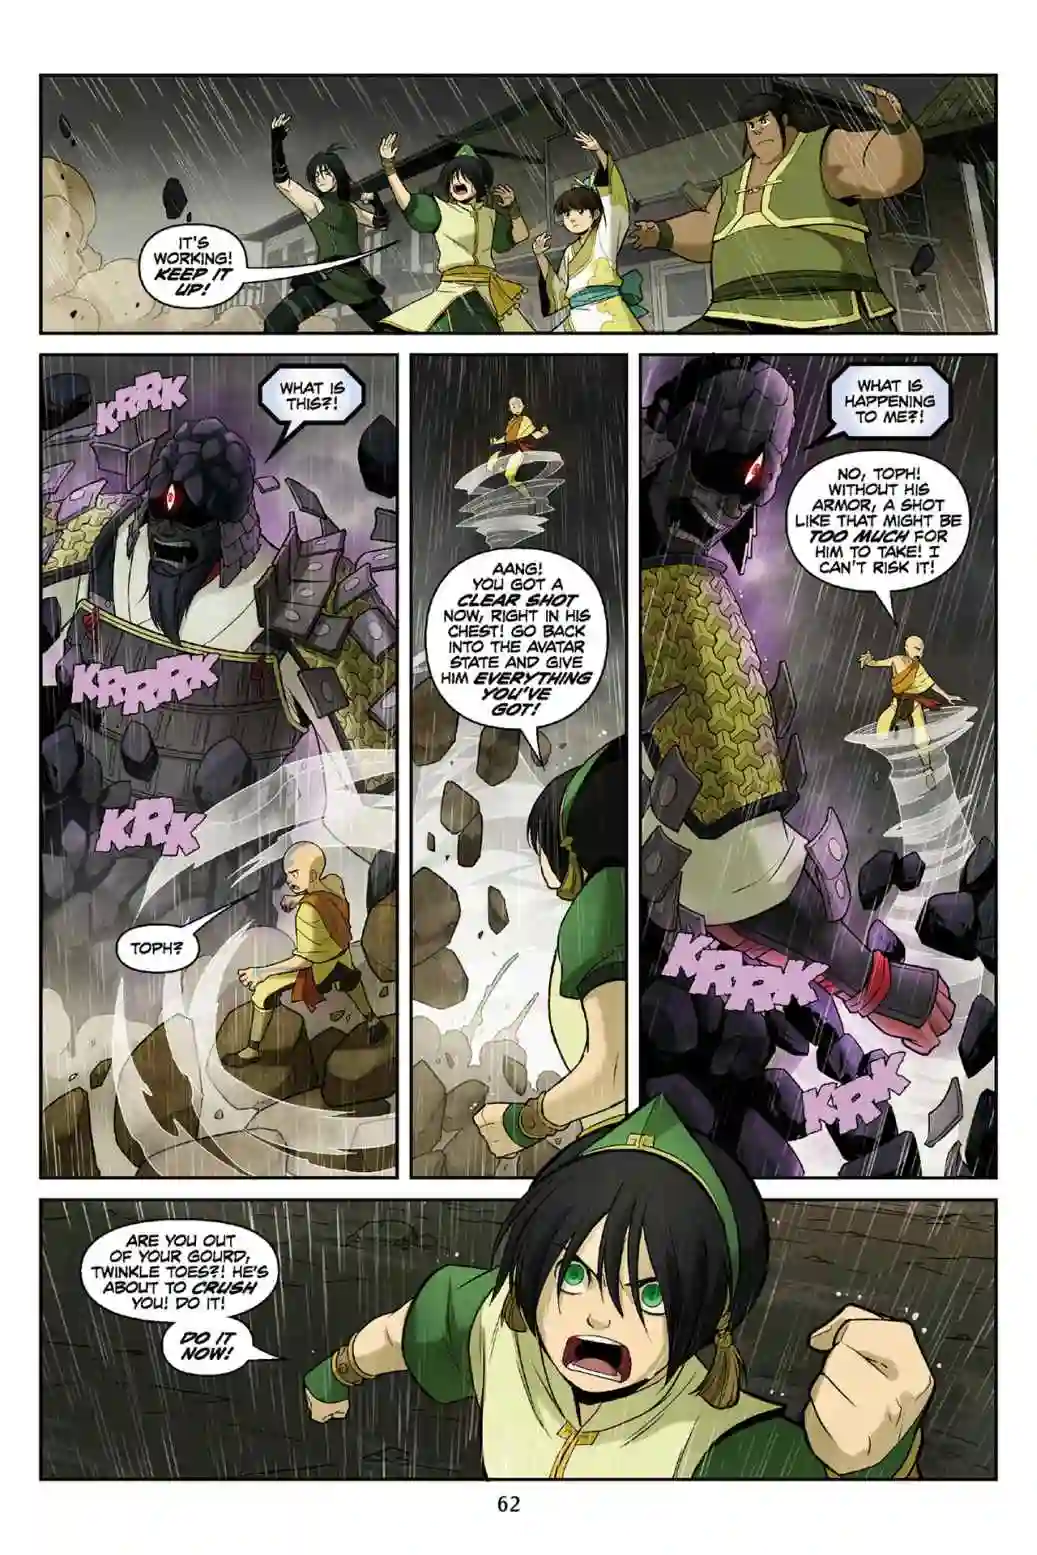 IT'S
WORKING!
KEEP IT
UP!
KRRK
WHAT IS
THIS?!
KRRRRK
KRK
TOPH?
AANG!
YOU GOT A
CLEAR SHOT
NOW, RIGHT IN HIS
CHEST! GO BACK
INTO THE AVATAR
STATE AND GIVE
HIM EVERYTHING
YOU'VE
GOT!
WHAT IS
HAPPENING
TO ME?!
NO, TOPH!
WITHOUT HIS
ARMOR, A SHOT
LIKE THAT MIGHT BE
TOO MUCH FOR
HIM TO TAKE! I
CAN'T RISK IT!
KRRRK
KRK
ARE YOU OUT
OF YOUR GOURD,
TWINKLE TOES?! HE'S
ABOUT TO CRUSH
YOU! DO IT!
DO IT
NOW!
62